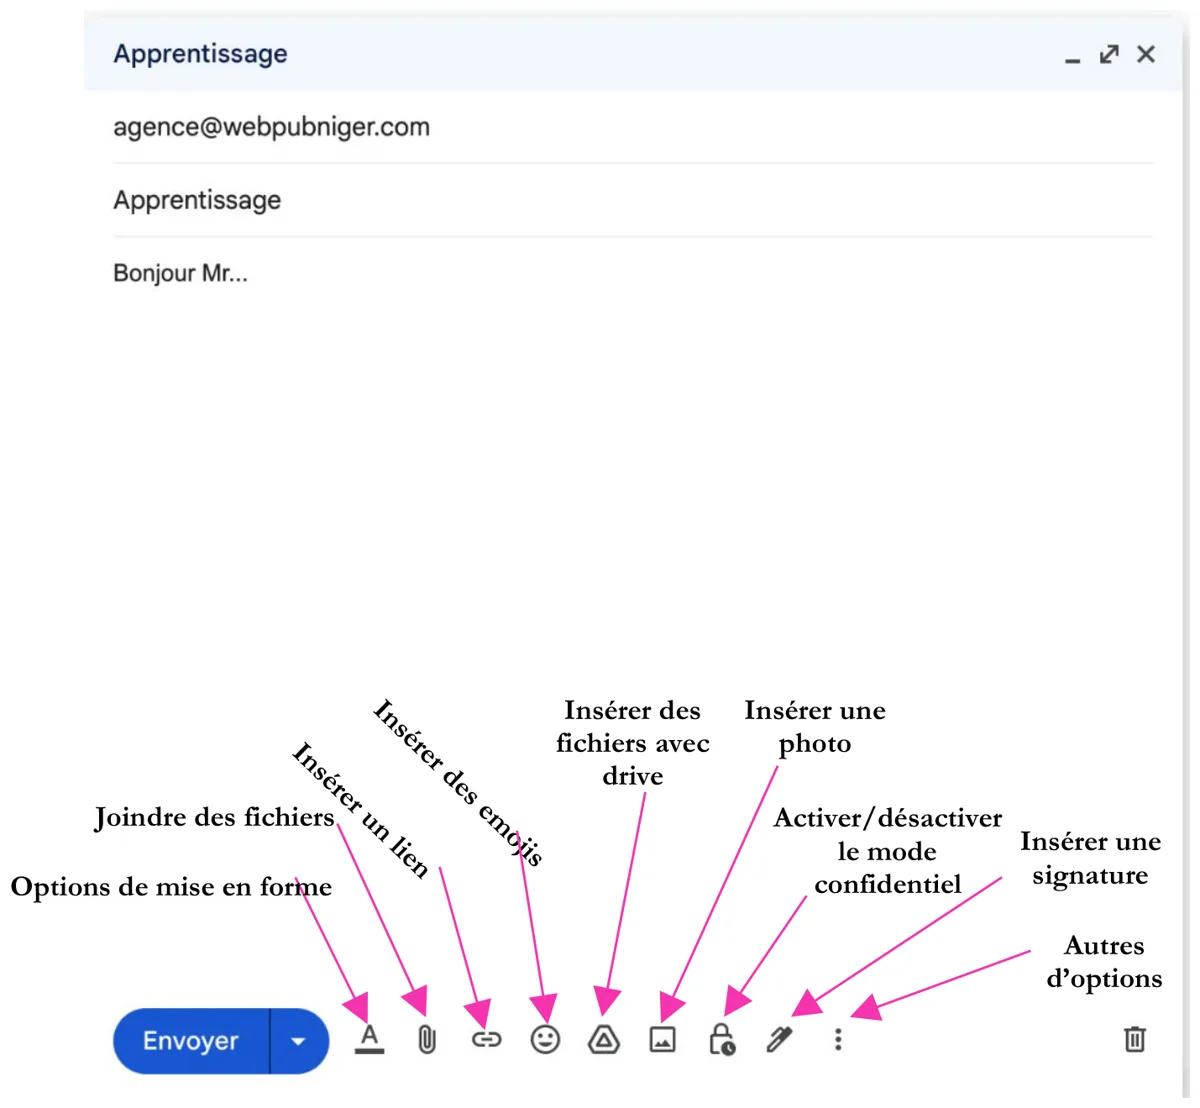 Apprentissage
agence@webpubniger.com
Apprentissage
Bonjour Mr...
Insérer des emojis
Insérer des
fichiers avec
drive
Insérer une
photo
Insérer un lien
Joindre des fichiers
Activer/désactiver
le mode
confidentiel
Insérer une
signature
Options de mise en forme
Autres
d’options
Envoyer
A